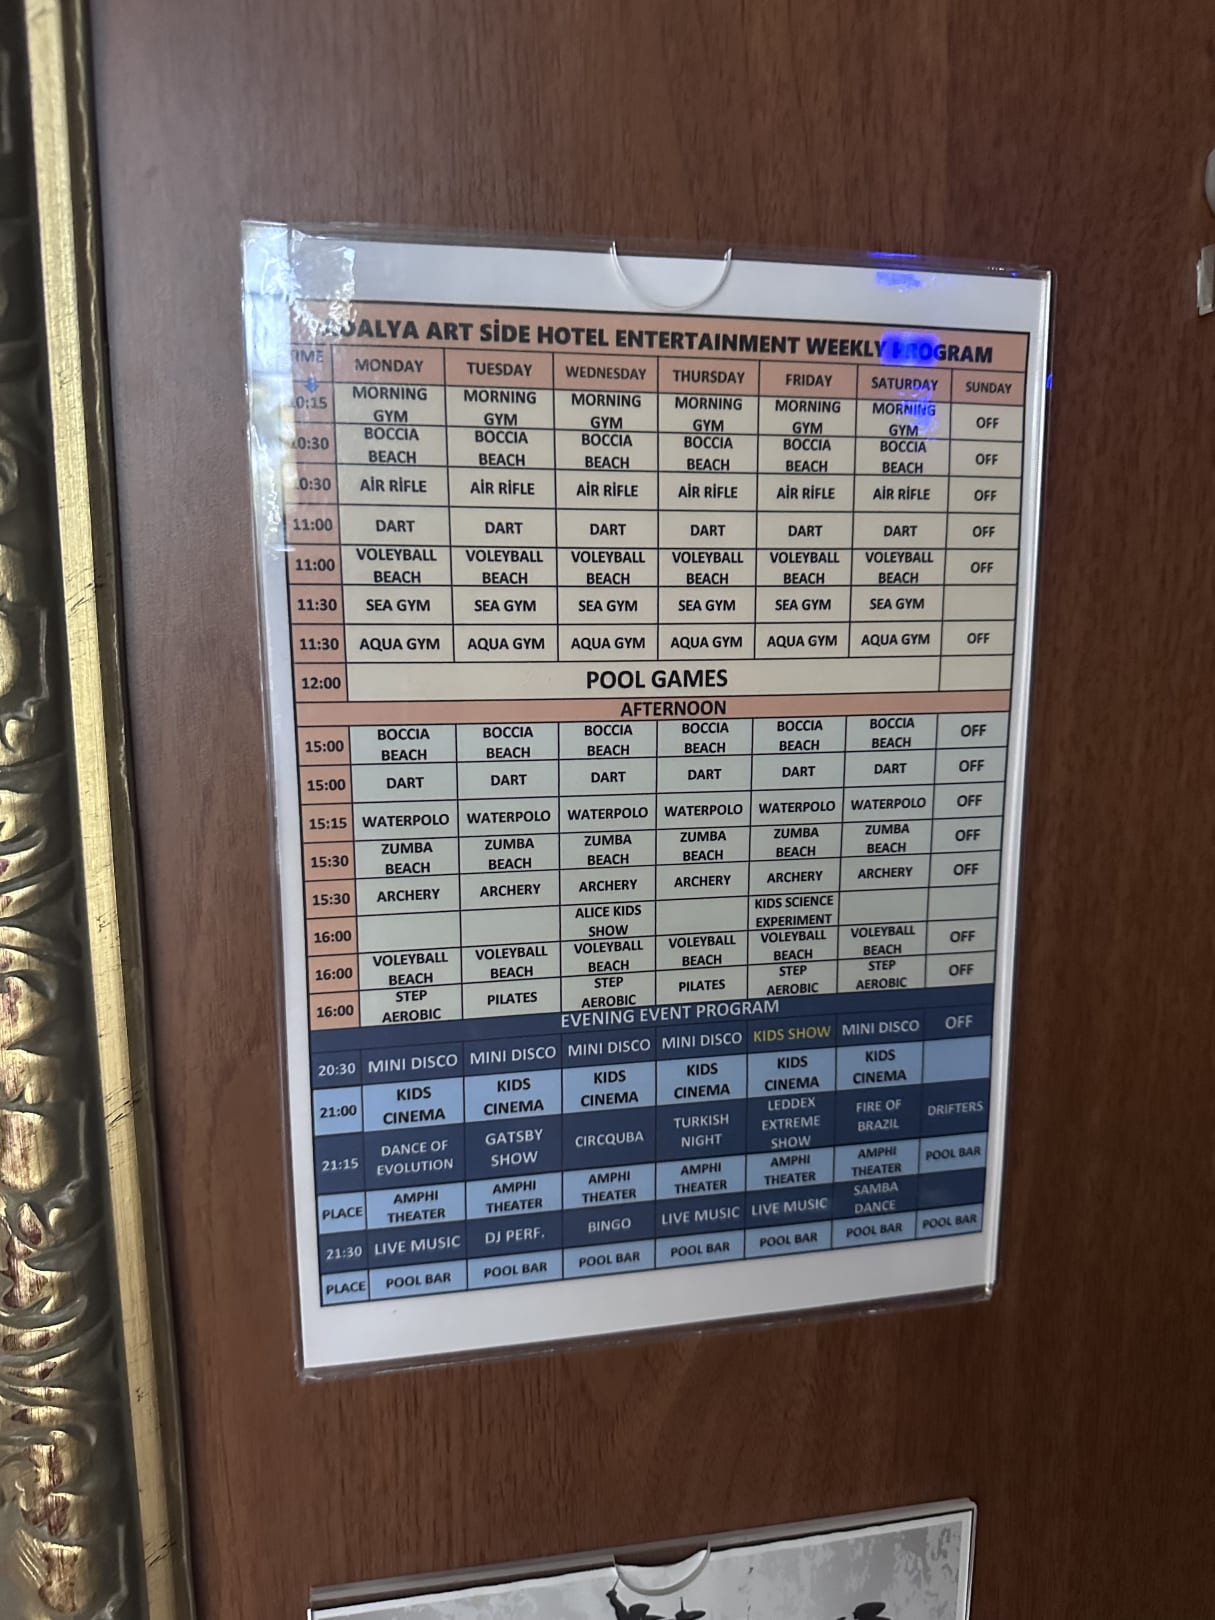 ADALYA ART SİDE HOTEL ENTERTAINMENT WEEKLY PROGRAM
TIME MONDAY TUESDAY WEDNESDAY THURSDAY FRIDAY SATURDAY SUNDAY
10:15 MORNING GYM MORNING GYM MORNING GYM MORNING GYM MORNING GYM MORNING GYM OFF
10:30 BOCCIA BEACH BOCCIA BEACH BOCCIA BEACH BOCCIA BEACH BOCCIA BEACH BOCCIA BEACH OFF
10:30 AİR RİFLE AİR RİFLE AİR RİFLE AİR RİFLE AİR RİFLE AİR RİFLE OFF
11:00 DART DART DART DART DART DART OFF
11:00 VOLEYBALL BEACH VOLEYBALL BEACH VOLEYBALL BEACH VOLEYBALL BEACH VOLEYBALL BEACH VOLEYBALL BEACH OFF
11:30 SEA GYM SEA GYM SEA GYM SEA GYM SEA GYM SEA GYM
11:30 AQUA GYM AQUA GYM AQUA GYM AQUA GYM AQUA GYM AQUA GYM OFF
12:00 POOL GAMES
AFTERNOON
15:00 BOCCIA BEACH BOCCIA BEACH BOCCIA BEACH BOCCIA BEACH BOCCIA BEACH BOCCIA BEACH OFF
15:00 DART DART DART DART DART DART OFF
15:15 WATERPOLO WATERPOLO WATERPOLO WATERPOLO WATERPOLO WATERPOLO OFF
15:30 ZUMBA BEACH ZUMBA BEACH ZUMBA BEACH ZUMBA BEACH ZUMBA BEACH ZUMBA BEACH OFF
15:30 ARCHERY ARCHERY ARCHERY ARCHERY ARCHERY ARCHERY OFF
16:00 ALICE KIDS SHOW KIDS SCIENCE EXPERIMENT
16:00 VOLEYBALL BEACH VOLEYBALL BEACH VOLEYBALL BEACH VOLEYBALL BEACH VOLEYBALL BEACH VOLEYBALL BEACH OFF
16:00 STEP AEROBIC PILATES STEP AEROBIC PILATES STEP AEROBIC STEP AEROBIC OFF
EVENING EVENT PROGRAM
20:30 MINI DISCO MINI DISCO MINI DISCO MINI DISCO KIDS SHOW MINI DISCO OFF
21:00 KIDS CINEMA KIDS CINEMA KIDS CINEMA KIDS CINEMA KIDS CINEMA KIDS CINEMA
21:15 DANCE OF EVOLUTION GATSBY SHOW CIRCQUBA TURKISH NIGHT LEDDEX EXTREME SHOW FIRE OF BRAZIL DRIFTERS
PLACE AMPHI THEATER AMPHI THEATER AMPHI THEATER AMPHI THEATER AMPHI THEATER AMPHI THEATER POOL BAR
21:30 LIVE MUSIC DJ PERF. BINGO LIVE MUSIC LIVE MUSIC SAMBA DANCE
PLACE POOL BAR POOL BAR POOL BAR POOL BAR POOL BAR POOL BAR POOL BAR